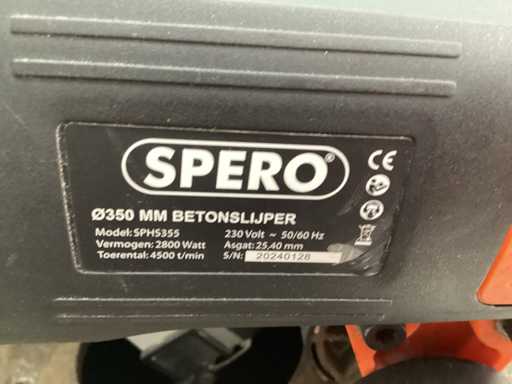 SPERO®
CE
Ø350 MM BETONSLIJPER
Model: SPHS355
230 Volt ~ 50/60 Hz
Vermogen: 2800 Watt
Asgat: 25,40 mm
Toerental: 4500 t/min
S/N: 20240128